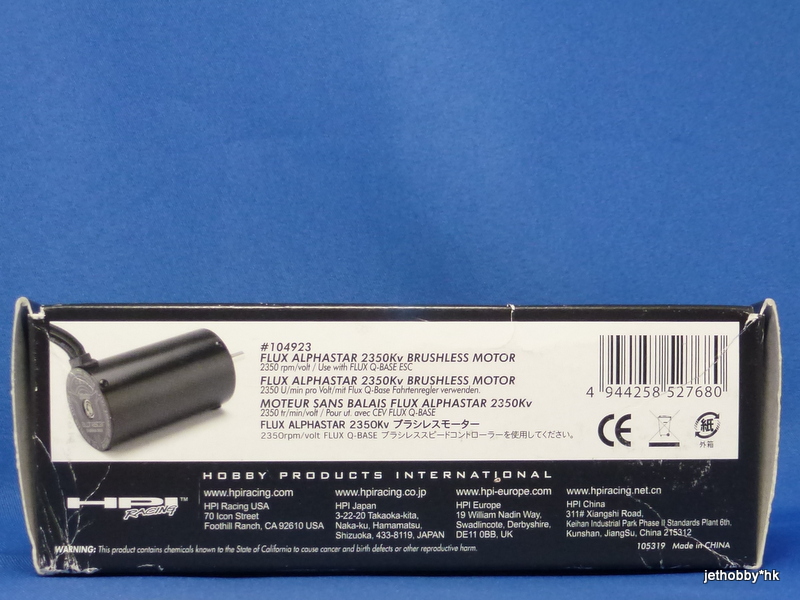 #104923
FLUX ALPHASTAR 2350Kv BRUSHLESS MOTOR
2350 rpm/volt / Use with FLUX Q-BASE ESC
FLUX ALPHASTAR 2350Kv BRUSHLESS MOTOR
2350 U/min pro Volt/mit Flux Q-Base Fahrtenregler verwenden.
MOTEUR SANS BALAIS FLUX ALPHASTAR 2350Kv
2350 tr/min/volt / Pour ut. avec CEV FLUX Q-BASE
FLUX ALPHASTAR 2350Kv ブラシレスモーター
2350rpm/volt FLUX Q-BASE ブラシレススピードコントローラーを使用してください。
4 944258 527680
CE
紙
外箱
HOBBY PRODUCTS INTERNATIONAL
HPI RACING™
www.hpiracing.com
HPI Racing USA
70 Icon Street
Foothill Ranch, CA 92610 USA
www.hpiracing.co.jp
HPI Japan
3-22-20 Takaoka-kita,
Naka-ku, Hamamatsu,
Shizuoka, 433-8119, JAPAN
www.hpi-europe.com
HPI Europe
19 William Nadin Way,
Swadlincote, Derbyshire,
DE11 0BB, UK
www.hpiracing.net.cn
HPI China
311# Xiangshi Road,
Keihan Industrial Park Phase II Standards Plant 6th,
Kunshan, JiangSu, China 215312
WARNING: This product contains chemicals known to the State of California to cause cancer and birth defects or other reproductive harm.
105319 Made in CHINA
jethobby*hk